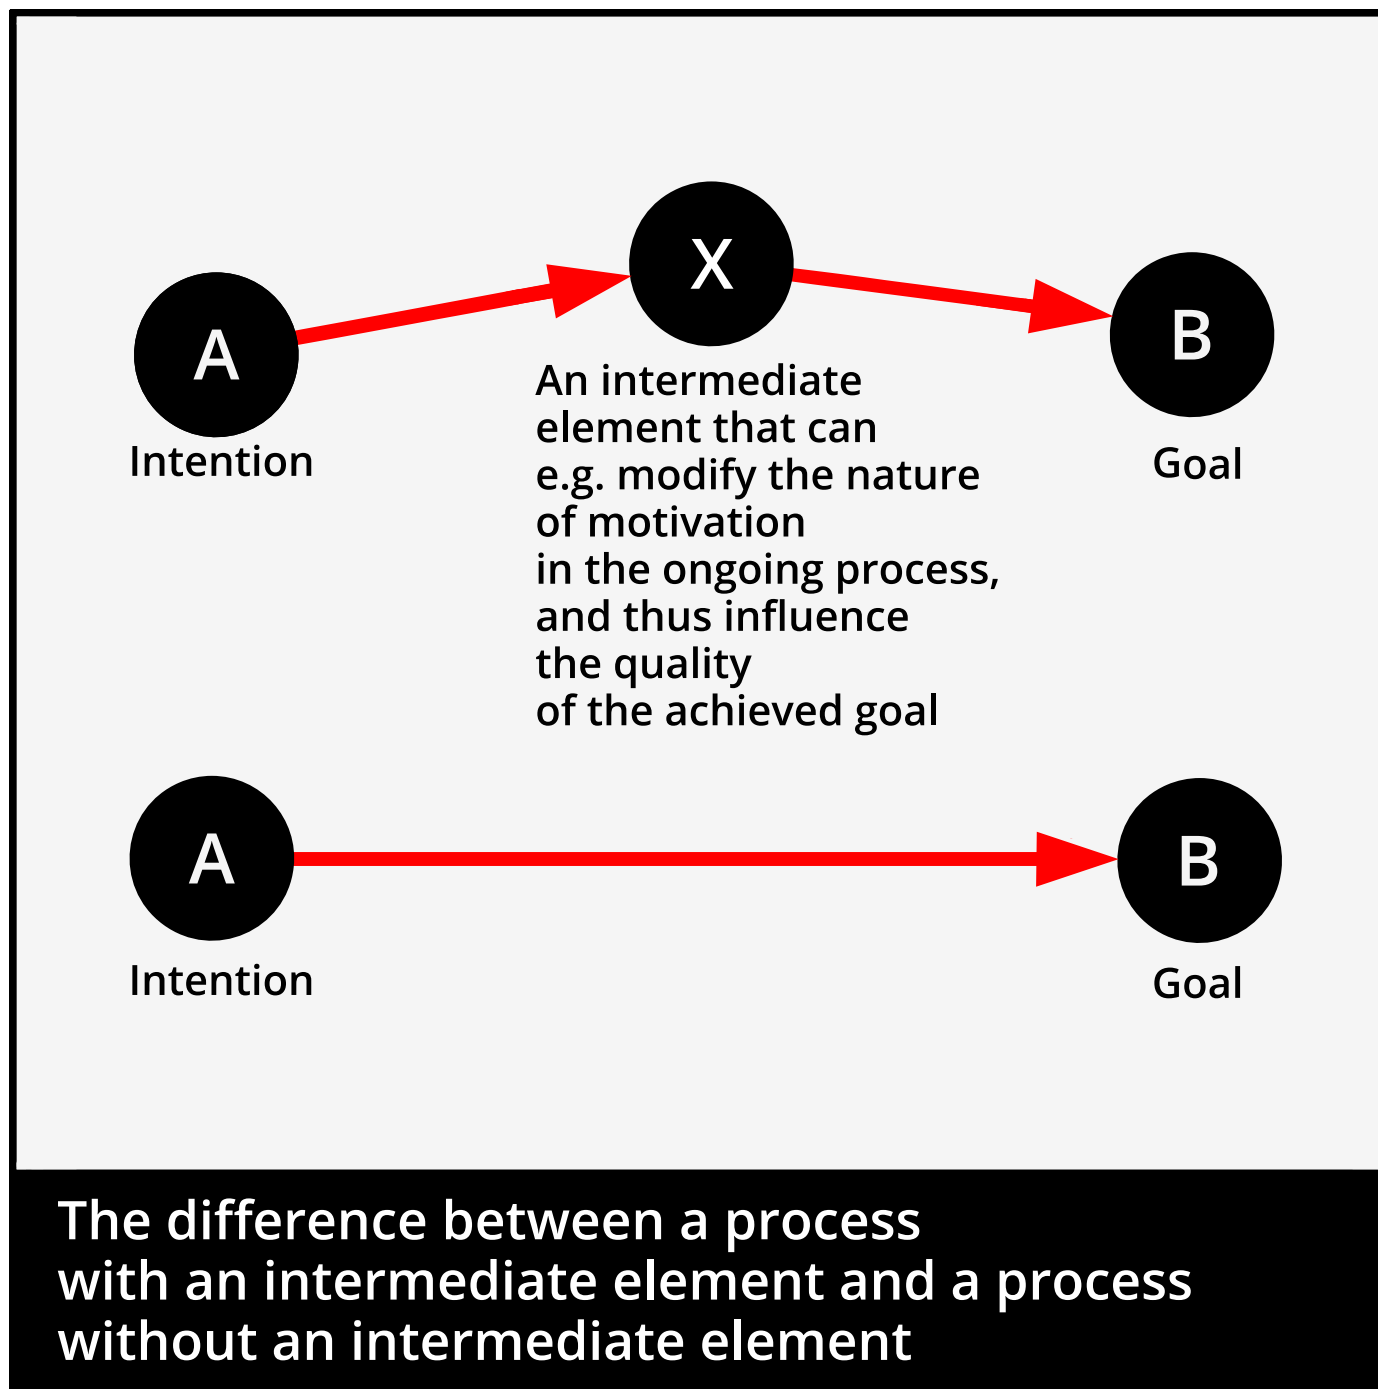 A
X
B
Intention
An intermediate
element that can
e.g. modify the nature
of motivation
in the ongoing process,
and thus influence
the quality
of the achieved goal
Goal
A
B
Intention
Goal
The difference between a process
with an intermediate element and a process
without an intermediate element